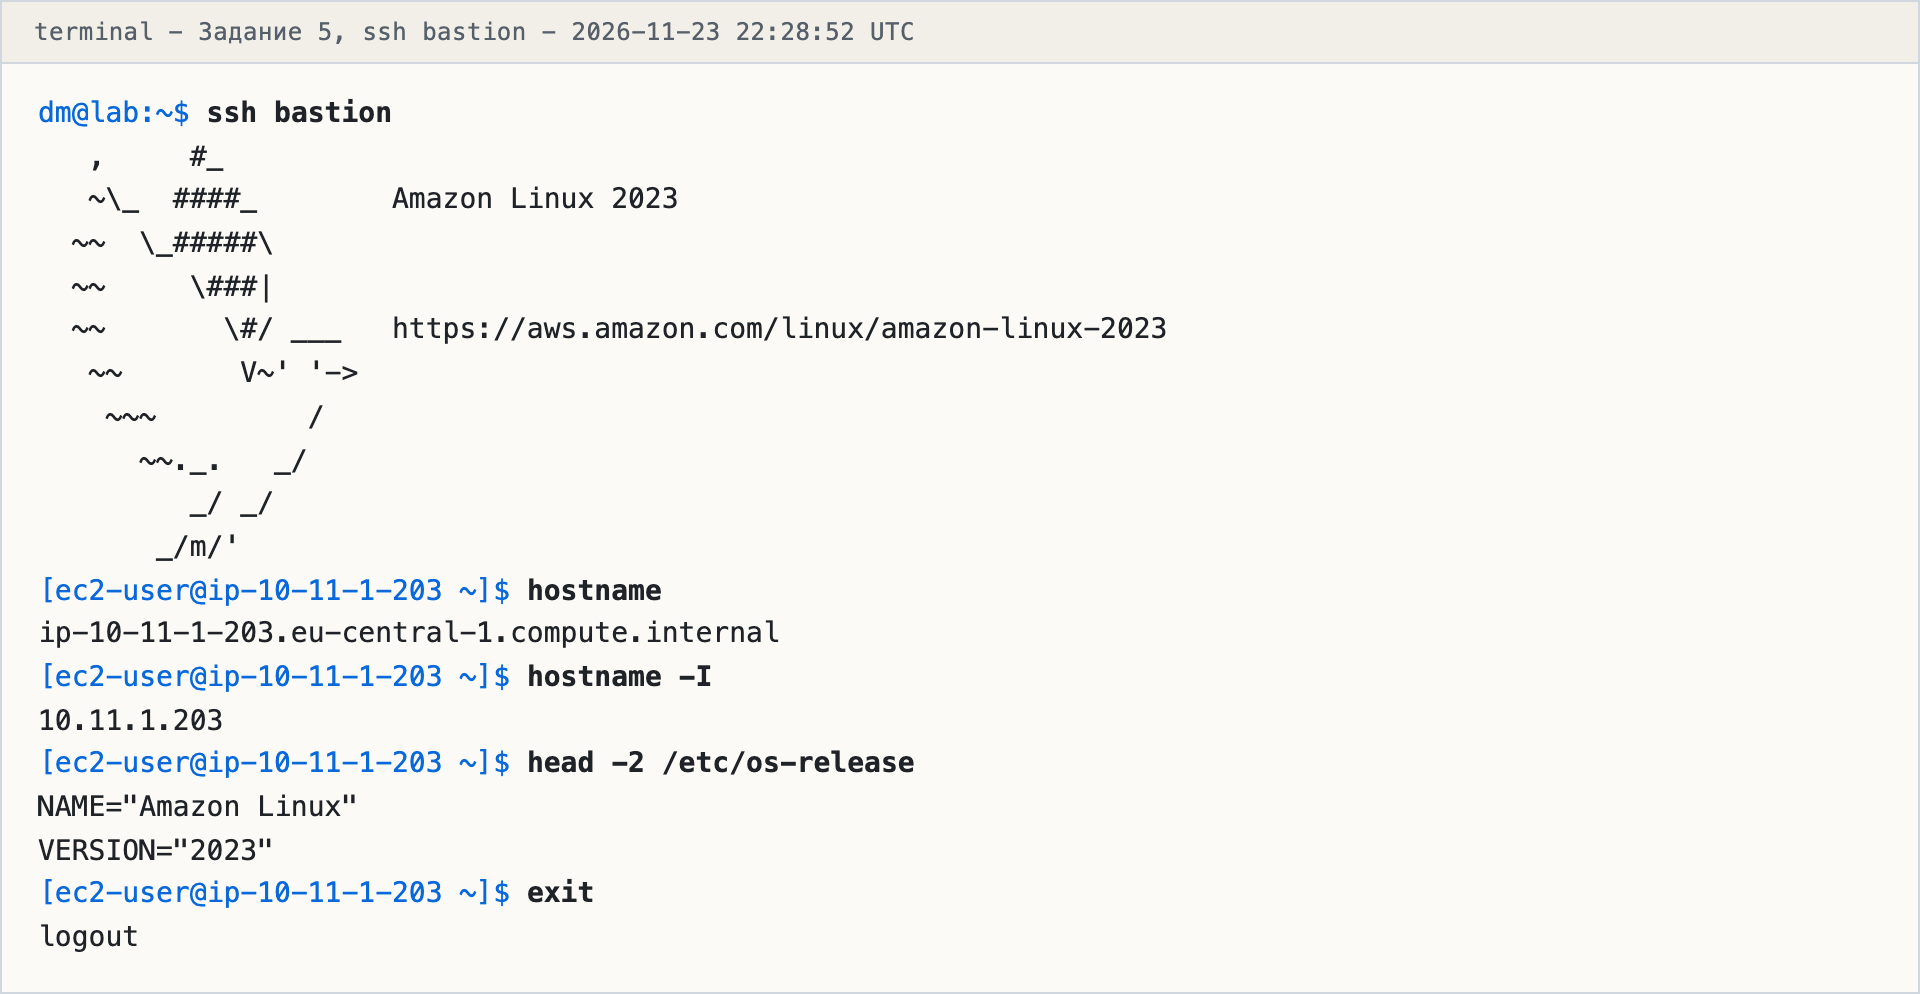 terminal — Задание 5, ssh bastion — 2026-11-23 22:28:52 UTC
dm@lab:~$ ssh bastion
   ,     #_
   ~\_  ####_        Amazon Linux 2023
  ~~  \_#####\
  ~~     \###|
  ~~       \#/ ___   https://aws.amazon.com/linux/amazon-linux-2023
   ~~       V~' '->
    ~~~         /
      ~~._.   _/
         _/ _/
       _/m/'
[ec2-user@ip-10-11-1-203 ~]$ hostname
ip-10-11-1-203.eu-central-1.compute.internal
[ec2-user@ip-10-11-1-203 ~]$ hostname -I
10.11.1.203
[ec2-user@ip-10-11-1-203 ~]$ head -2 /etc/os-release
NAME="Amazon Linux"
VERSION="2023"
[ec2-user@ip-10-11-1-203 ~]$ exit
logout